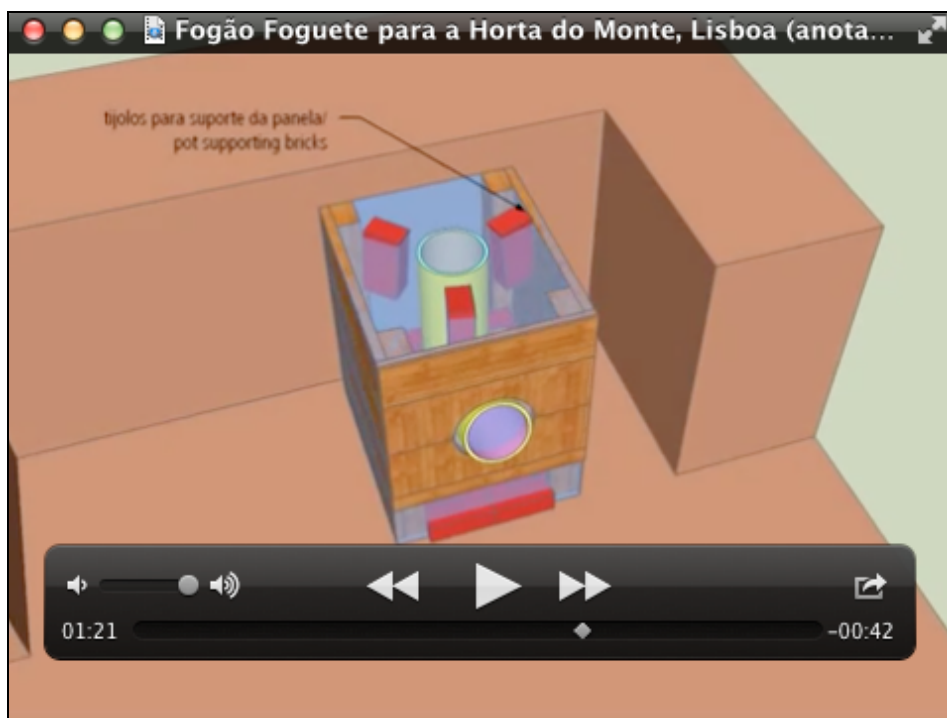 Fogão Foguete para a Horta do Monte, Lisboa (anota...
tijolos para suporte da panela/
pot supporting bricks
01:21
-00:42